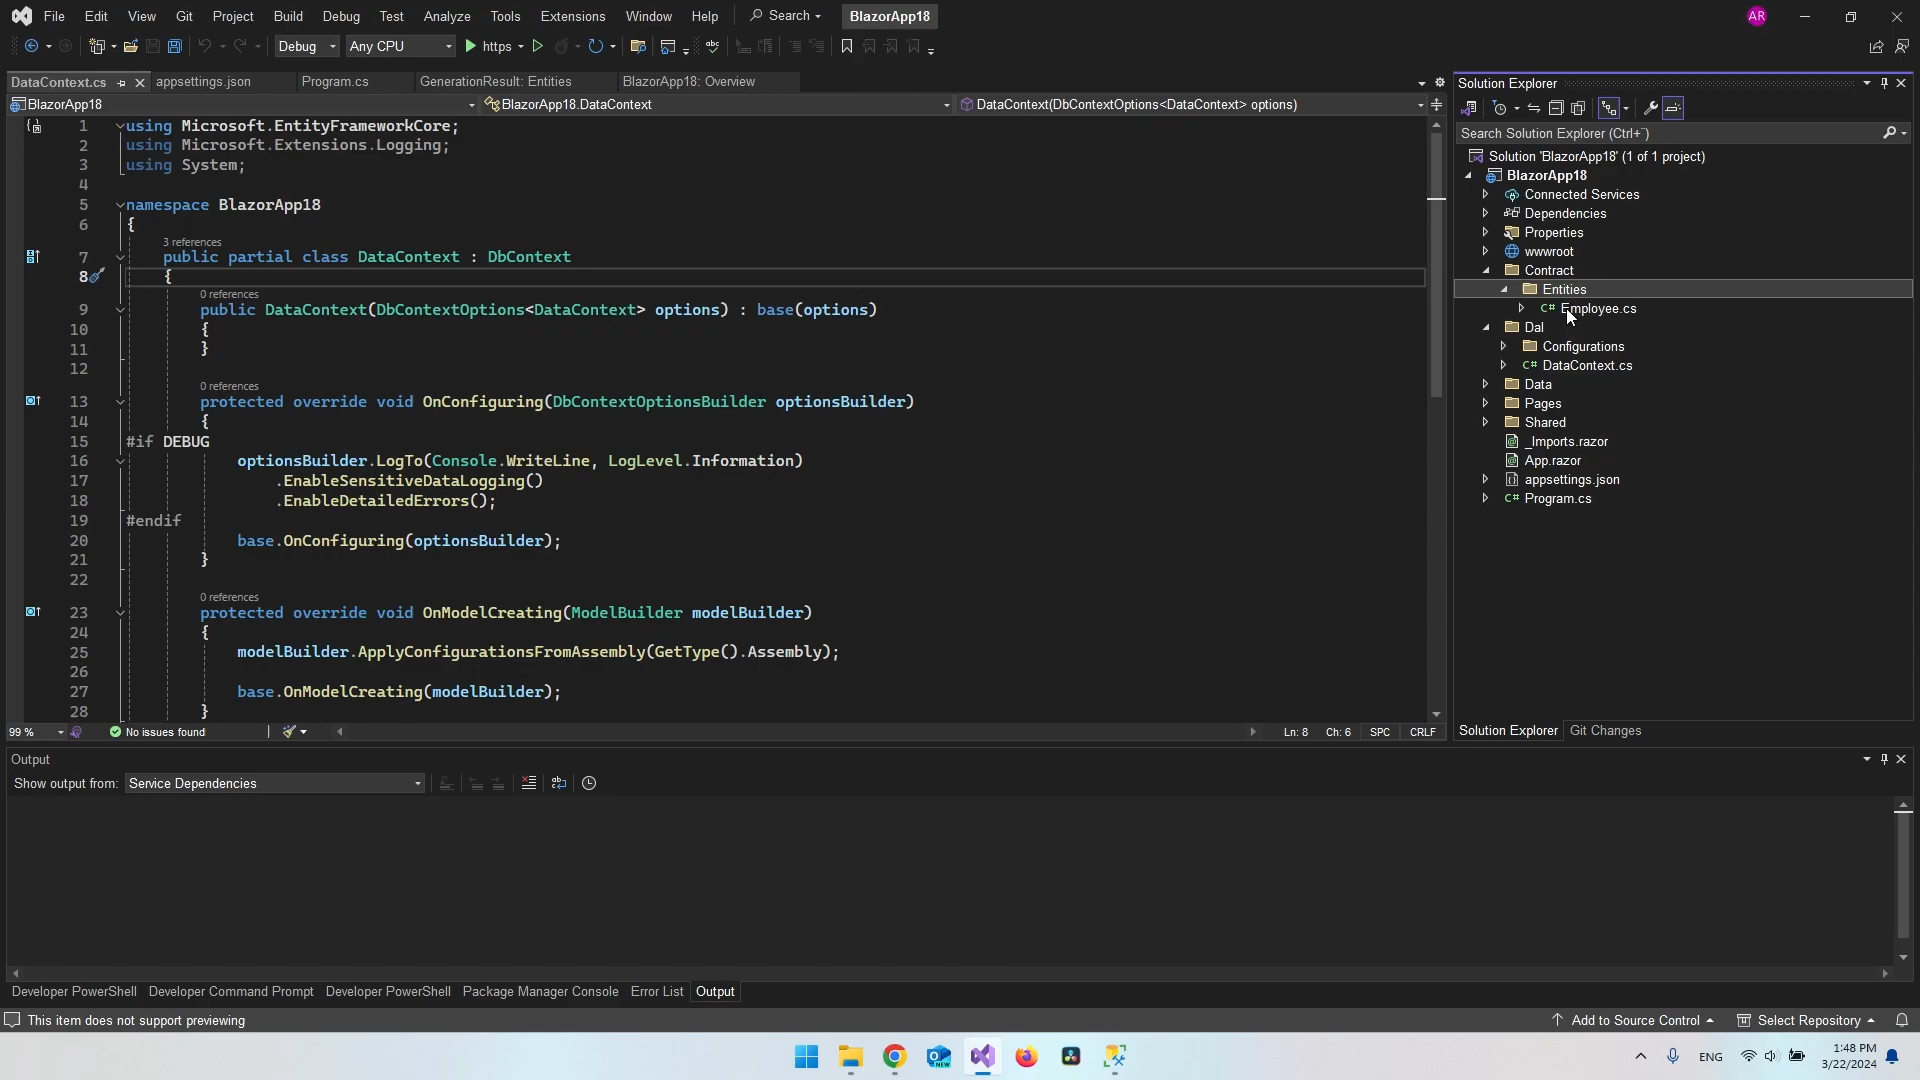 File Edit View Git Project Build Debug Test Analyze Tools Extensions Window Help Search BlazorApp18 AR
Debug Any CPU https
DataContext.cs appsettings.json Program.cs GenerationResult: Entities BlazorApp18: Overview
BlazorApp18 BlazorApp18.DataContext DataContext(DbContextOptions<DataContext> options)
1 using Microsoft.EntityFrameworkCore;
2 using Microsoft.Extensions.Logging;
3 using System;
4
5 namespace BlazorApp18
6 {
3 references
7 public partial class DataContext : DbContext
8 {
0 references
9 public DataContext(DbContextOptions<DataContext> options) : base(options)
10 {
11 }
12
0 references
13 protected override void OnConfiguring(DbContextOptionsBuilder optionsBuilder)
14 {
15 #if DEBUG
16 optionsBuilder.LogTo(Console.WriteLine, LogLevel.Information)
17 .EnableSensitiveDataLogging()
18 .EnableDetailedErrors();
19 #endif
20 base.OnConfiguring(optionsBuilder);
21 }
22
0 references
23 protected override void OnModelCreating(ModelBuilder modelBuilder)
24 {
25 modelBuilder.ApplyConfigurationsFromAssembly(GetType().Assembly);
26
27 base.OnModelCreating(modelBuilder);
28 }
99 % No issues found Ln: 8 Ch: 6 SPC CRLF
Solution Explorer
Search Solution Explorer (Ctrl+¨)
Solution 'BlazorApp18' (1 of 1 project)
BlazorApp18
Connected Services
Dependencies
Properties
wwwroot
Contract
Entities
C# Employee.cs
Dal
Configurations
C# DataContext.cs
Data
Pages
Shared
_Imports.razor
App.razor
appsettings.json
C# Program.cs
Solution Explorer Git Changes
Output
Show output from: Service Dependencies
Developer PowerShell Developer Command Prompt Developer PowerShell Package Manager Console Error List Output
This item does not support previewing Add to Source Control Select Repository
ENG 1:48 PM
3/22/2024